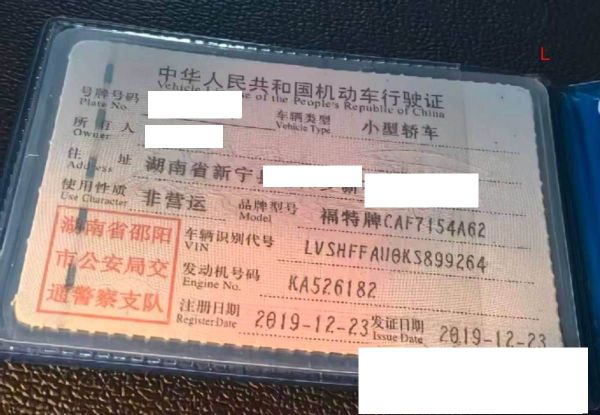 L
中华人民共和国机动车行驶证
Vehicle se of the People's Republic of China
号牌号码
Plate No.
车辆类型 小型轿车
Vehicle Type
所有人
Owner
住址 湖南省新宁
Address
使用性质 非营运
Use Character
品牌型号 福特牌CAF7154A62
Model
湖南省邵阳
市公安局交
通警察支队
车辆识别代号 LVSHFFAU0KS899264
VIN
发动机号码 KA526182
Engine No.
注册日期 2019-12-23
Register Date
发证日期 2019-12-23
Issue Date